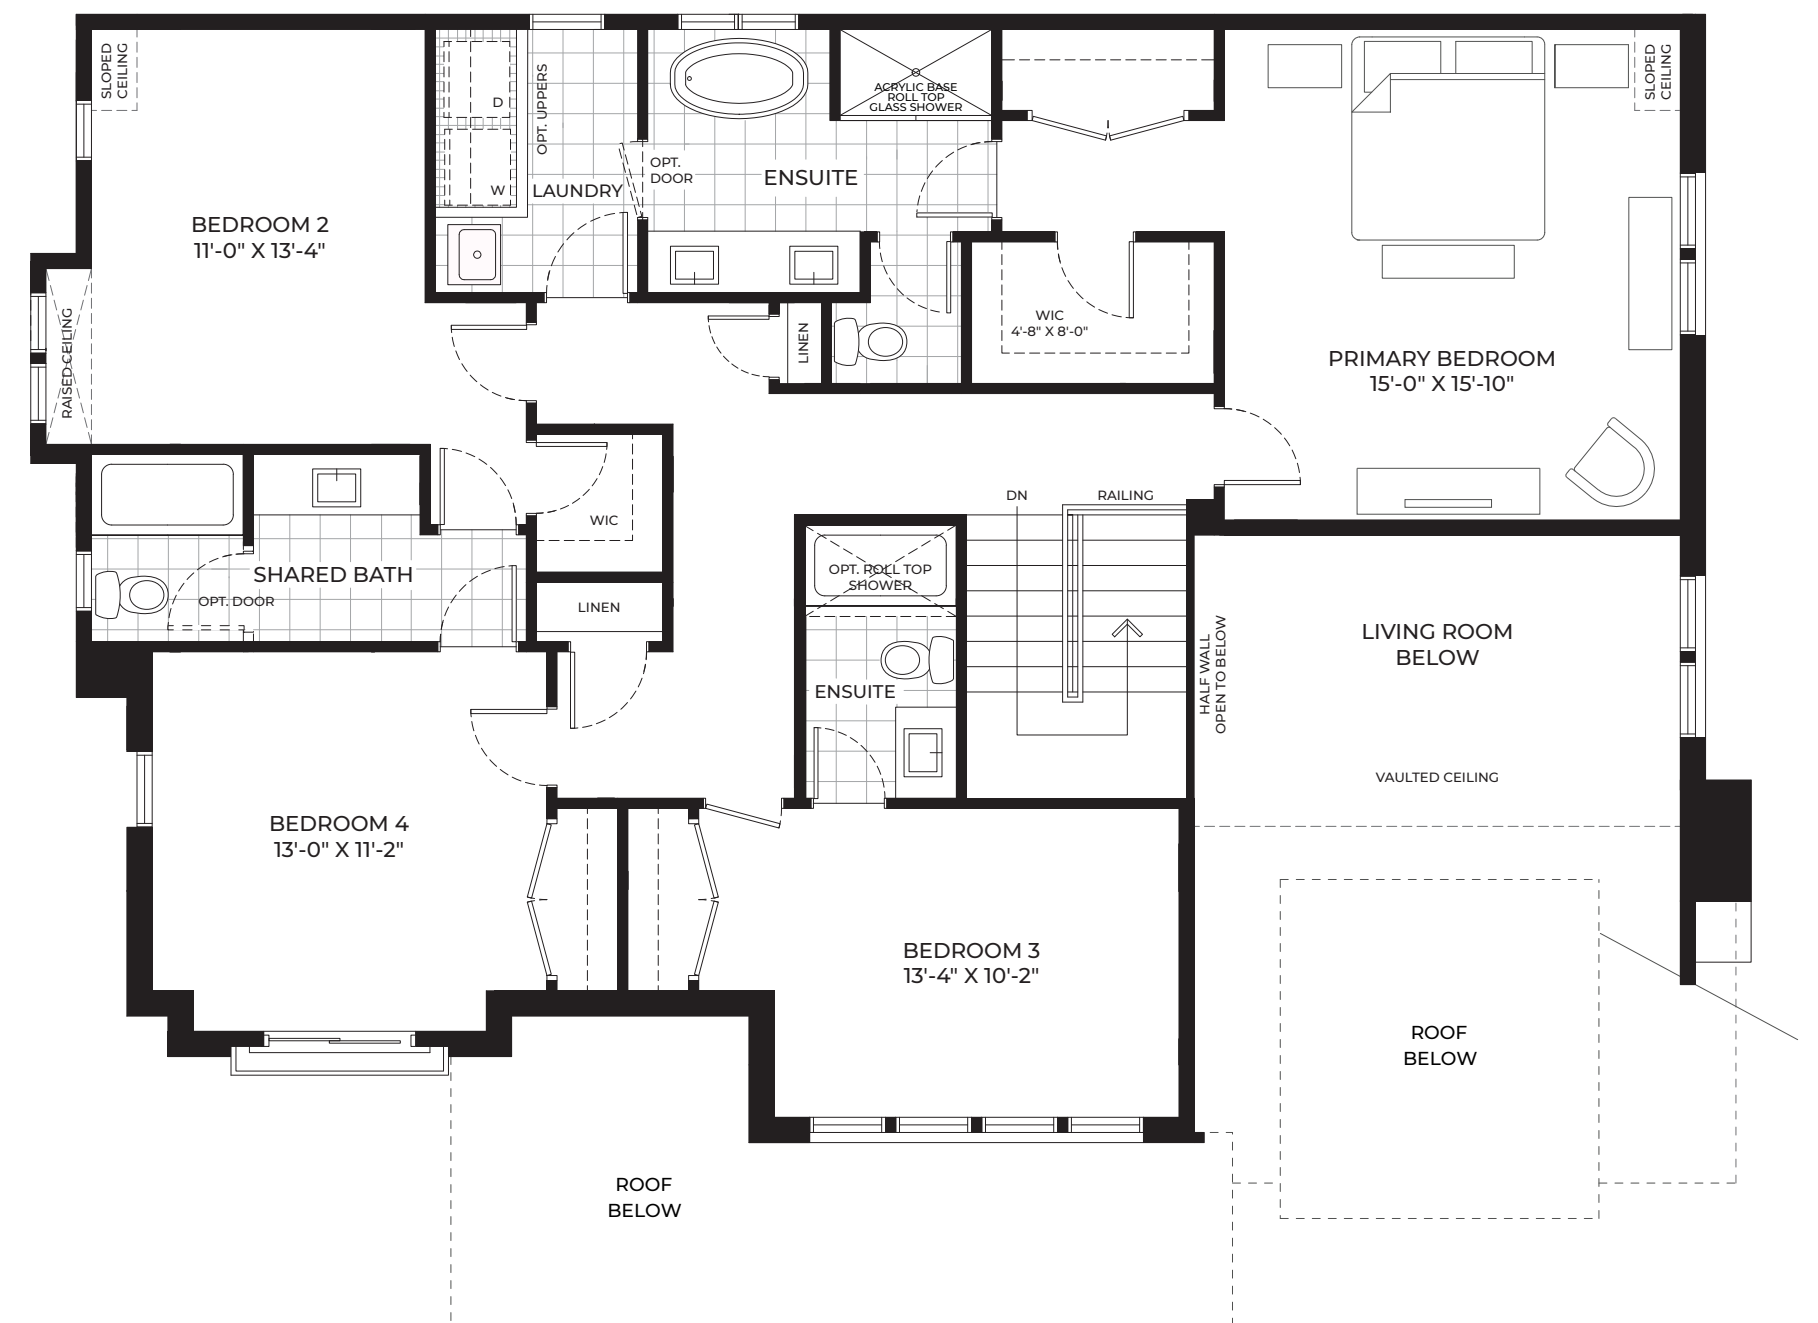 SLOPED
CEILING
D
W
OPT. UPPERS
LAUNDRY
OPT.
DOOR
ENSUITE
ACRYLIC BASE
ROLL TOP
GLASS SHOWER
SLOPED
CEILING
BEDROOM 2
11'-0" X 13'-4"
RAISED CEILING
LINEN
WIC
4'-8" X 8'-0"
PRIMARY BEDROOM
15'-0" X 15'-10"
WIC
DN
RAILING
SHARED BATH
OPT. DOOR
LINEN
OPT. ROLL TOP
SHOWER
ENSUITE
HALF WALL
OPEN TO BELOW
LIVING ROOM
BELOW
VAULTED CEILING
BEDROOM 4
13'-0" X 11'-2"
BEDROOM 3
13'-4" X 10'-2"
ROOF
BELOW
ROOF
BELOW